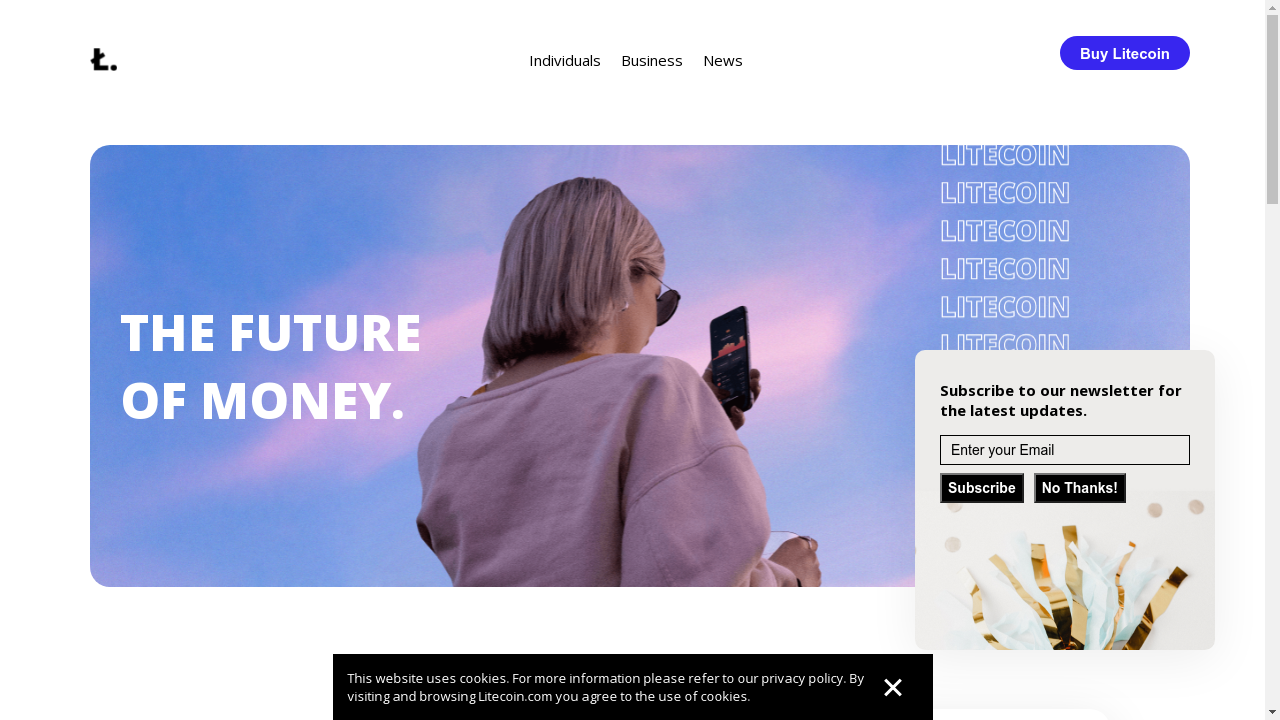 Ł.
Individuals
Business
News
Buy Litecoin
LITECOIN
LITECOIN
LITECOIN
LITECOIN
LITECOIN
LITECOIN
THE FUTURE
OF MONEY.
Subscribe to our newsletter for
the latest updates.
Enter your Email
Subscribe
No Thanks!
This website uses cookies. For more information please refer to our privacy policy. By
visiting and browsing Litecoin.com you agree to the use of cookies.